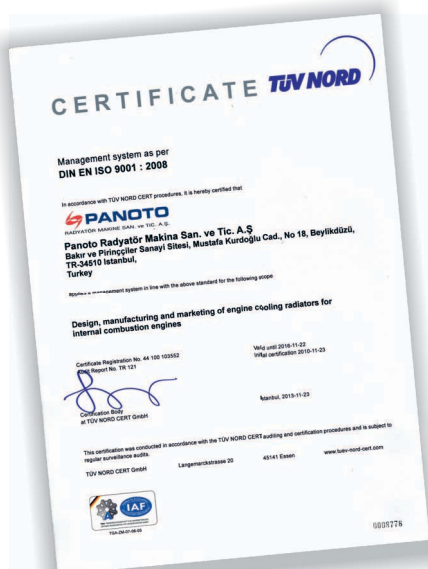 CERTIFICATE TÜV NORD
Management system as per
DIN EN ISO 9001 : 2008
In accordance with TÜV NORD CERT procedures, it is hereby certified that
PANOTO
RADYATÖR MAKİNE SAN. ve TİC. A.Ş.
Panoto Radyatör Makina San. ve Tic. A.Ş
Bakır ve Pirinççiler Sanayi Sitesi, Mustafa Kurdoğlu Cad., No 18, Beylikdüzü,
TR-34510 Istanbul,
Turkey
applies a management system in line with the above standard for the following scope
Design, manufacturing and marketing of engine cooling radiators for
internal combustion engines
Certificate Registration No. 44 100 103552
Audit Report No. TR 121
Valid until 2016-11-22
Initial certification 2010-11-23
Certification Body
at TÜV NORD CERT GmbH
Istanbul, 2013-11-23
This certification was conducted in accordance with the TÜV NORD CERT auditing and certification procedures and is subject to
regular surveillance audits.
TÜV NORD CERT GmbH Langemarckstrasse 20 45141 Essen www.tuev-nord-cert.com
IAF
TGA-ZM-07-06-00
0008778